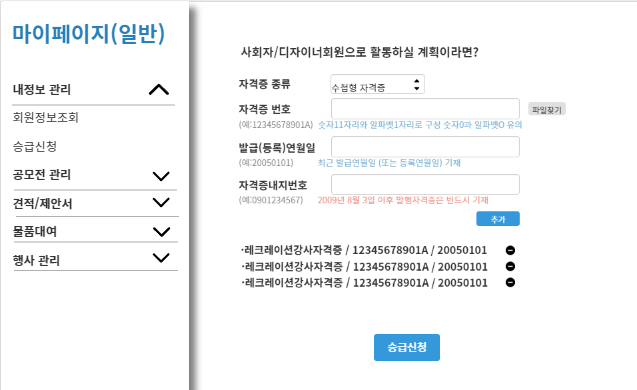 마이페이지(일반)
내정보 관리
회원정보조회
승급신청
공모전 관리
견적/제안서
물품대여
행사 관리
사회자/디자이너회원으로 활동하실 계획이라면?
자격증 종류
수첩형 자격증
자격증 번호
파일찾기
(예:12345678901A) 숫자11자리와 알파벳1자리로 구성 숫자0과 알파벳O 유의
발급(등록)연월일
(예:20050101) 최근 발급연월일 (또는 등록연월일) 기재
자격증내지번호
(예:0901234567) 2009년 8월 3일 이후 발행자격증은 반드시 기재
추가
·레크레이션강사자격증 / 12345678901A / 20050101
·레크레이션강사자격증 / 12345678901A / 20050101
·레크레이션강사자격증 / 12345678901A / 20050101
승급신청